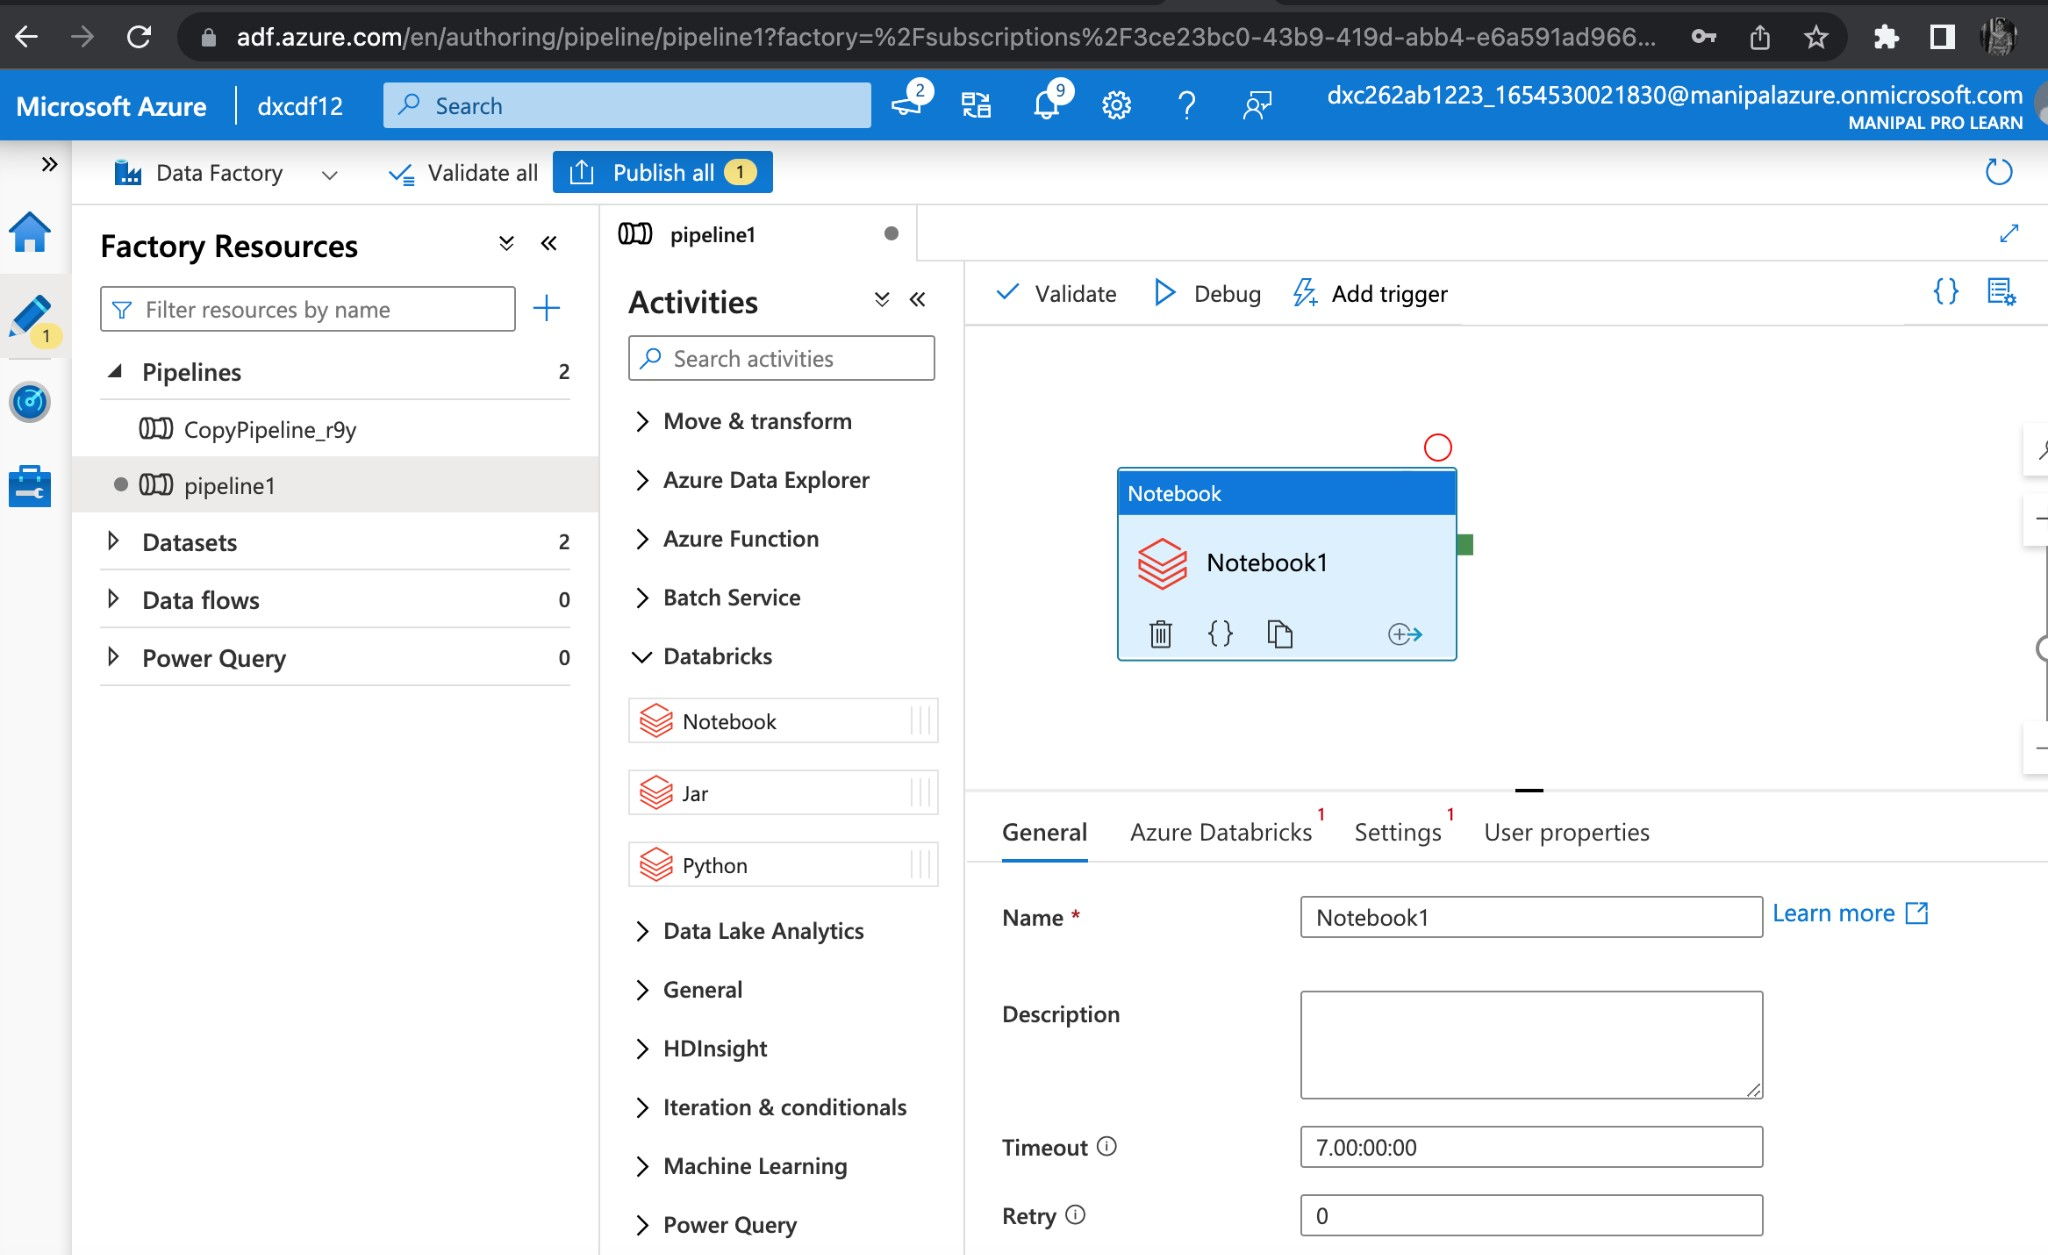 adf.azure.com/en/authoring/pipeline/pipeline1?factory=%2Fsubscriptions%2F3ce23bc0-43b9-419d-abb4-e6a591ad966...
Microsoft Azure
dxcdf12
Search
2
9
dxc262ab1223_1654530021830@manipalazure.onmicrosoft.com
MANIPAL PRO LEARN
Data Factory
Validate all
Publish all 1
1
Factory Resources
Filter resources by name
Pipelines 2
CopyPipeline_r9y
pipeline1
Datasets 2
Data flows 0
Power Query 0
pipeline1
Activities
Search activities
Move & transform
Azure Data Explorer
Azure Function
Batch Service
Databricks
Notebook
Jar
Python
Data Lake Analytics
General
HDInsight
Iteration & conditionals
Machine Learning
Power Query
Validate
Debug
Add trigger
Notebook
Notebook1
General
Azure Databricks 1
Settings 1
User properties
Name * Notebook1 Learn more
Description
Timeout 7.00:00:00
Retry 0